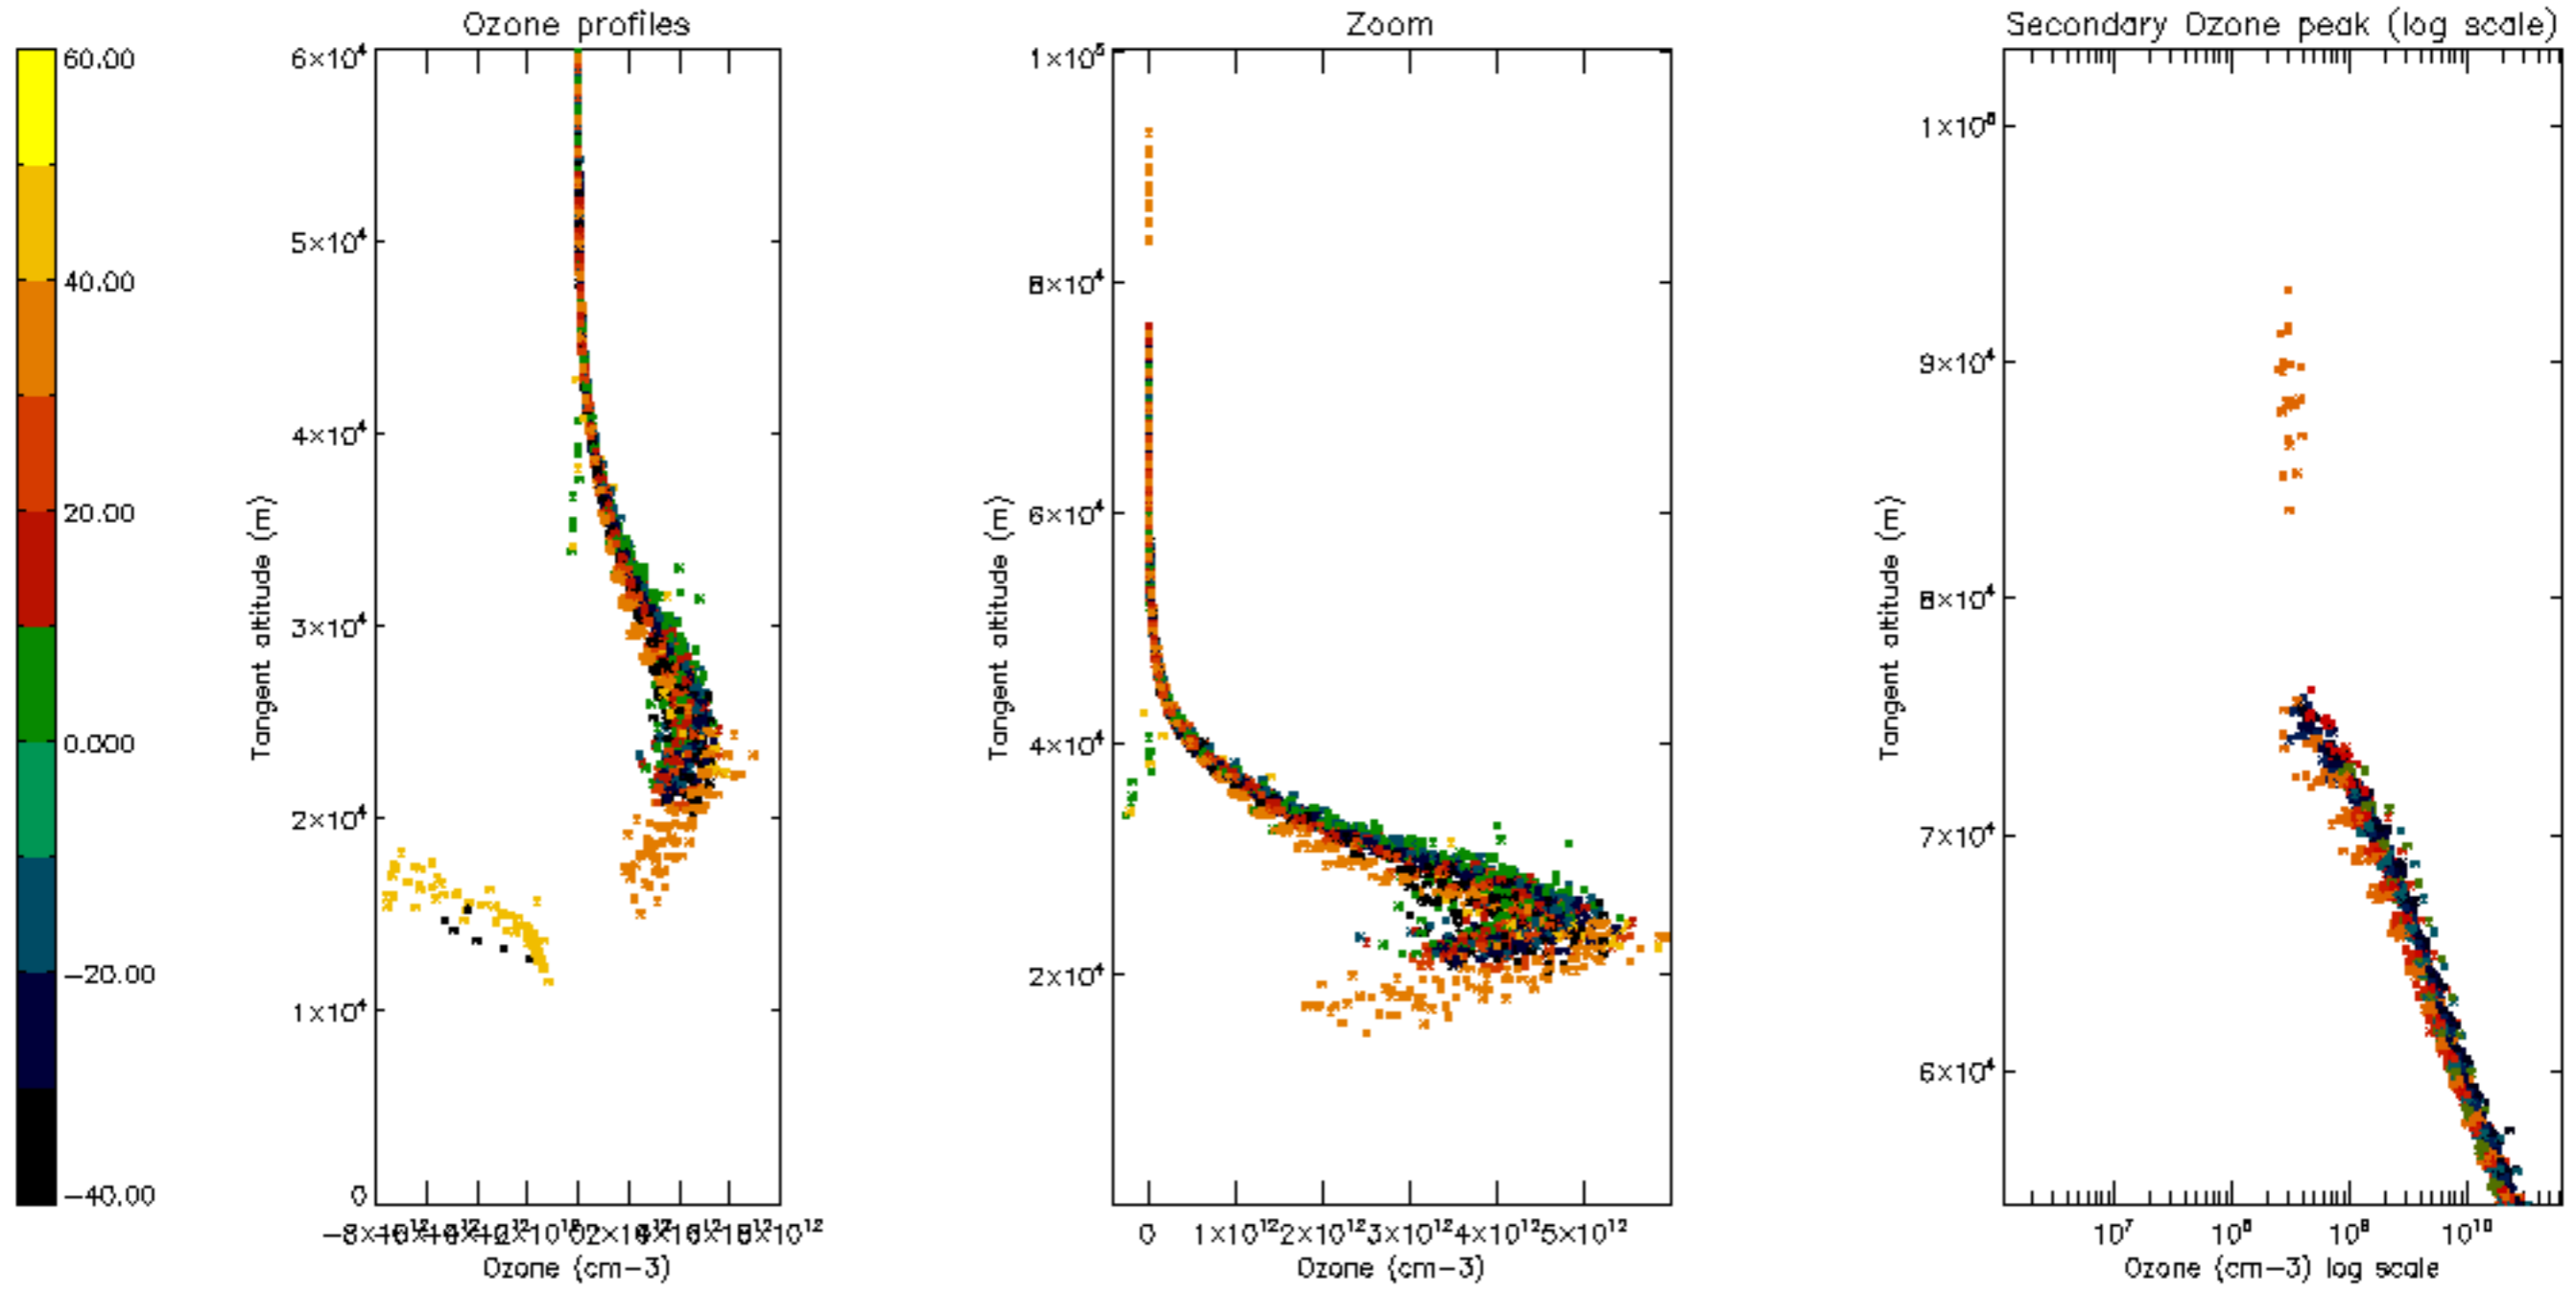 Ozone profiles
60.00
40.00
20.00
0.000
−20.00
−40.00
6×10⁴
5×10⁴
4×10⁴
3×10⁴
2×10⁴
1×10⁴
0
Tangent altitude (m)
Ozone (cm−3)
Zoom
1×10⁵
8×10⁴
6×10⁴
4×10⁴
2×10⁴
Tangent altitude (m)
0 1×10¹² 2×10¹² 3×10¹² 4×10¹² 5×10¹²
Ozone (cm−3)
Secondary Ozone peak (log scale)
1×10⁵
9×10⁴
8×10⁴
7×10⁴
6×10⁴
Tangent altitude (m)
10⁷ 10⁸ 10⁹ 10¹⁰
Ozone (cm−3) log scale